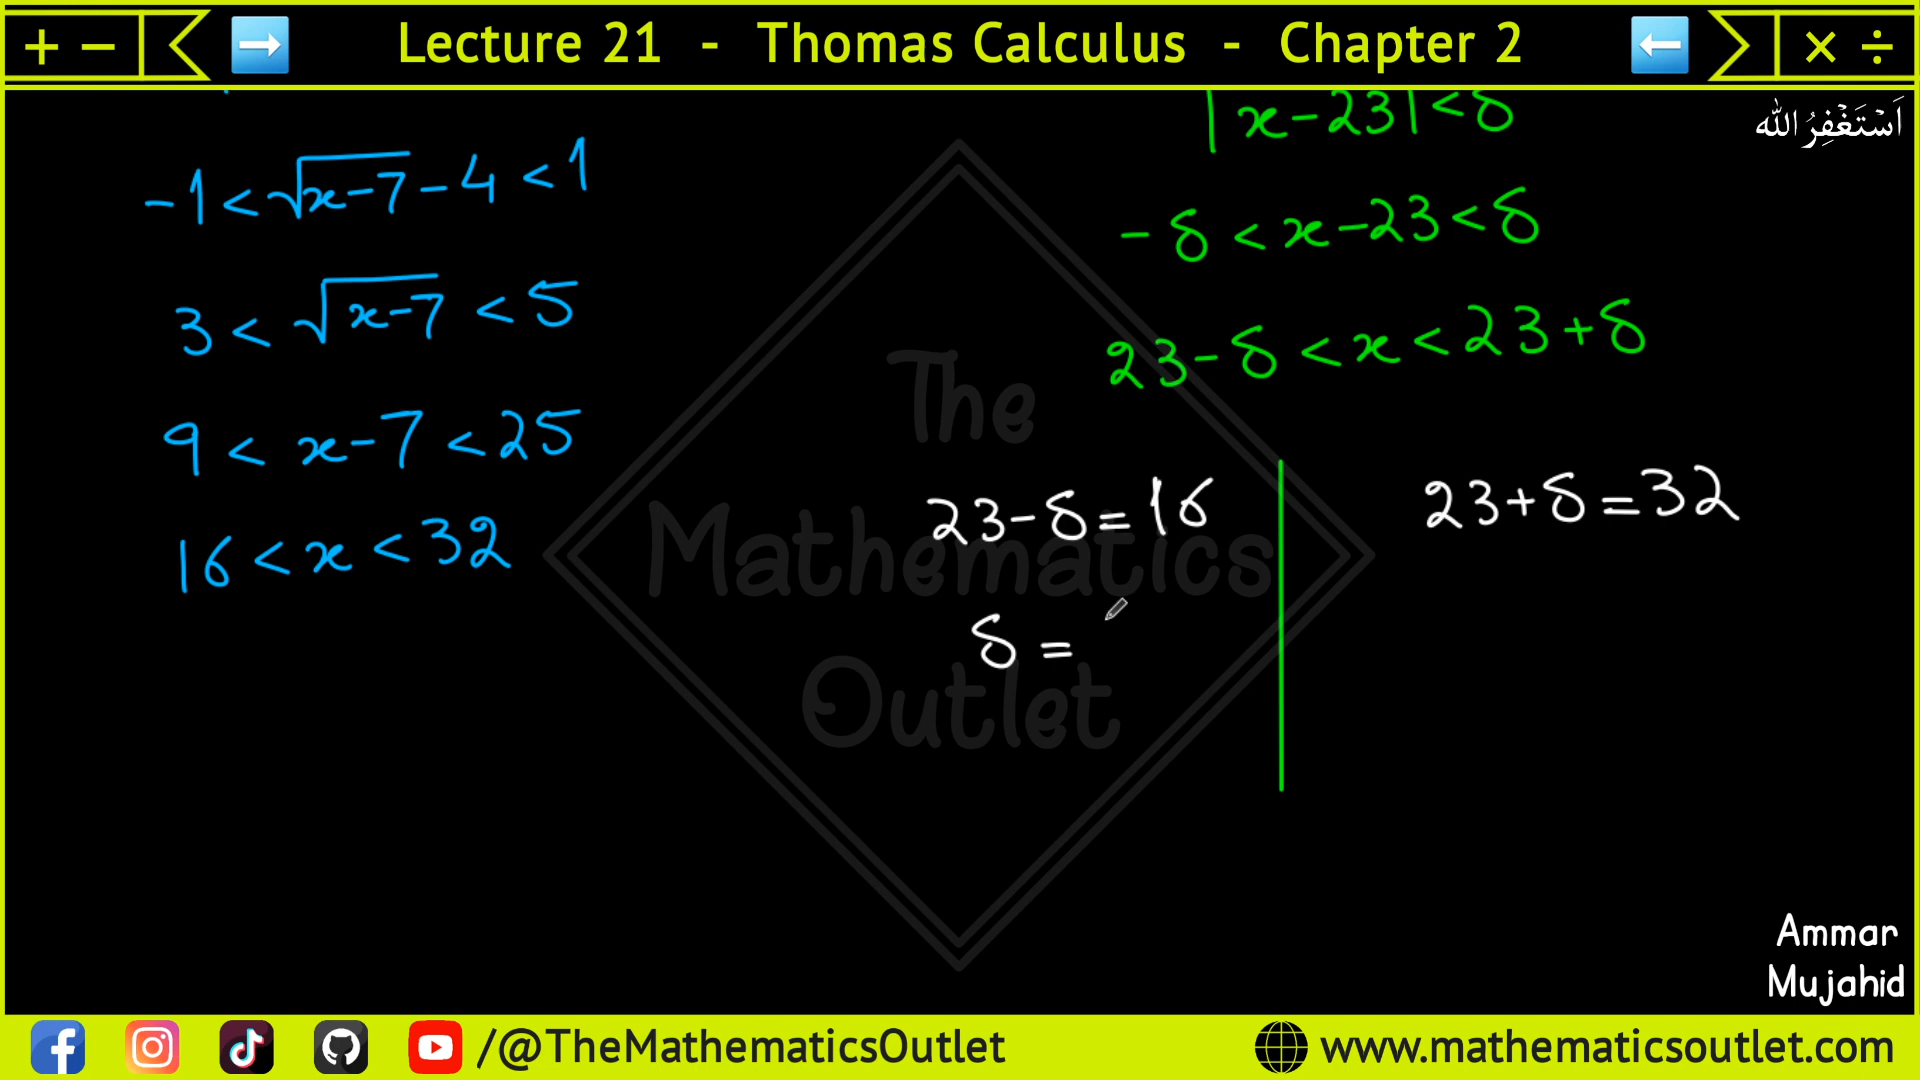 + − Lecture 21 - Thomas Calculus - Chapter 2 × ÷
اَسْتَغْفِرُ الله
|x-23|<δ
-1<√(x-7)-4<1
-δ<x-23<δ
3<√(x-7)<5
23-δ<x<23+δ
9<x-7<25
23-δ=16
23+δ=32
16<x<32
δ=
The
Mathematics
Outlet
Ammar
Mujahid
/@TheMathematicsOutlet
www.mathematicsoutlet.com